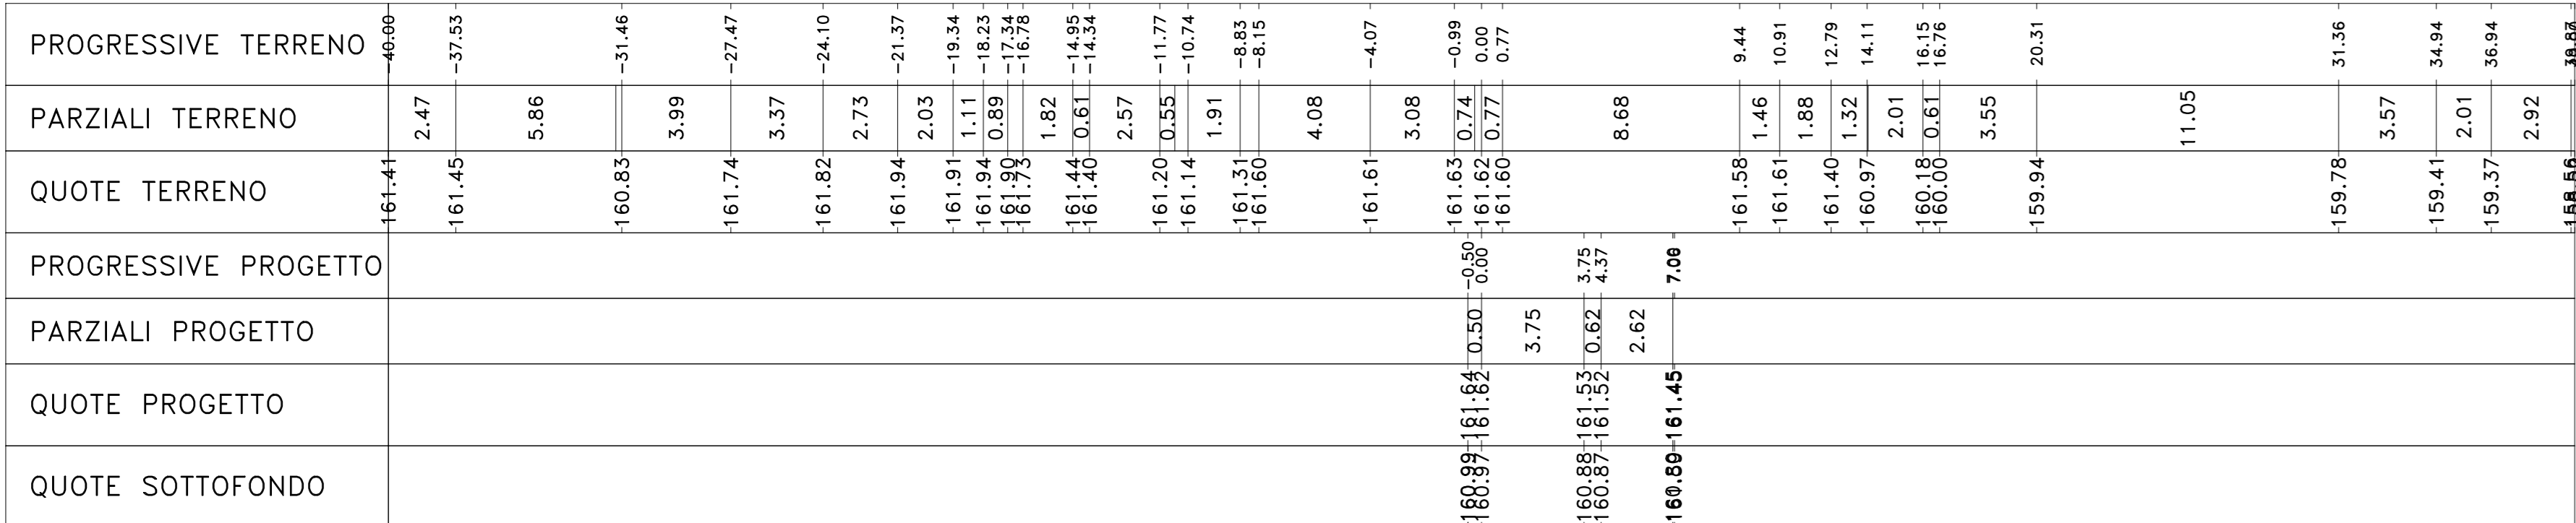 PROGRESSIVE TERRENO -40.00 -37.53 -31.46 -27.47 -24.10 -21.37 -19.34 -18.23 -17.34 -16.78 -14.95 -14.34 -11.77 -10.74 -8.83 -8.15 -4.07 -0.99 0.00 0.77 9.44 10.91 12.79 14.11 16.15 16.76 20.31 31.36 34.94 36.94
PARZIALI TERRENO 2.47 5.86 3.99 3.37 2.73 2.03 1.11 0.89 1.82 0.61 2.57 0.55 1.91 4.08 3.08 0.74 0.77 8.68 1.46 1.88 1.32 2.01 0.61 3.55 11.05 3.57 2.01 2.92
QUOTE TERRENO 161.41 161.45 160.83 161.74 161.82 161.94 161.91 161.94 161.90 161.73 161.44 161.40 161.20 161.14 161.31 161.60 161.61 161.63 161.62 161.60 161.58 161.61 161.40 160.97 160.18 160.00 159.94 159.78 159.41 159.37
PROGRESSIVE PROGETTO -0.50 0.00 3.75 4.37
PARZIALI PROGETTO 0.50 3.75 0.62 2.62
QUOTE PROGETTO 161.64 161.62 161.53 161.52 161.45
QUOTE SOTTOFONDO 160.99 160.97 160.88 160.87